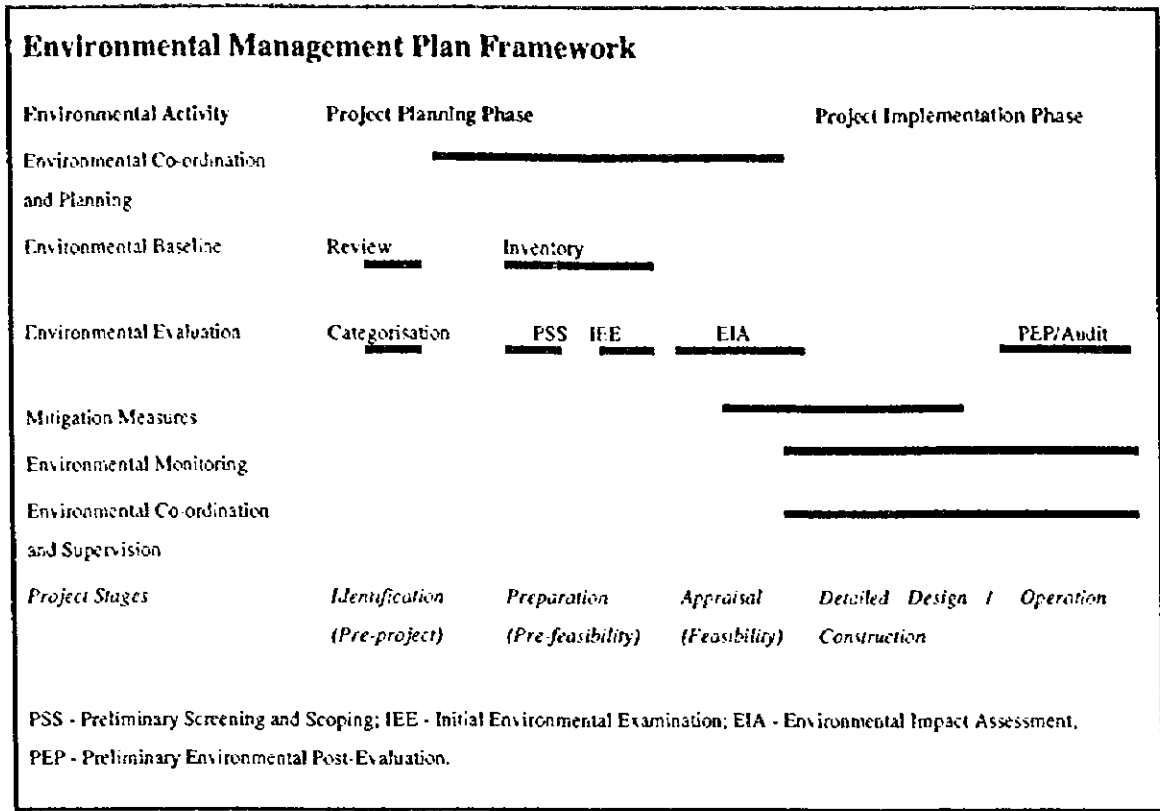 Environmental Management Plan Framework
Environmental Activity Project Planning Phase Project Implementation Phase
Environmental Co-ordination
and Planning
Environmental Baseline Review Inventory
Environmental Evaluation Categorisation PSS IEE EIA PEP/Audit
Mitigation Measures
Environmental Monitoring
Environmental Co-ordination
and Supervision
Project Stages Identification Preparation Appraisal Detailed Design / Operation
(Pre-project) (Pre-feasibility) (Feasibility) Construction
PSS - Preliminary Screening and Scoping; IEE - Initial Environmental Examination; EIA - Environmental Impact Assessment,
PEP - Preliminary Environmental Post-Evaluation.